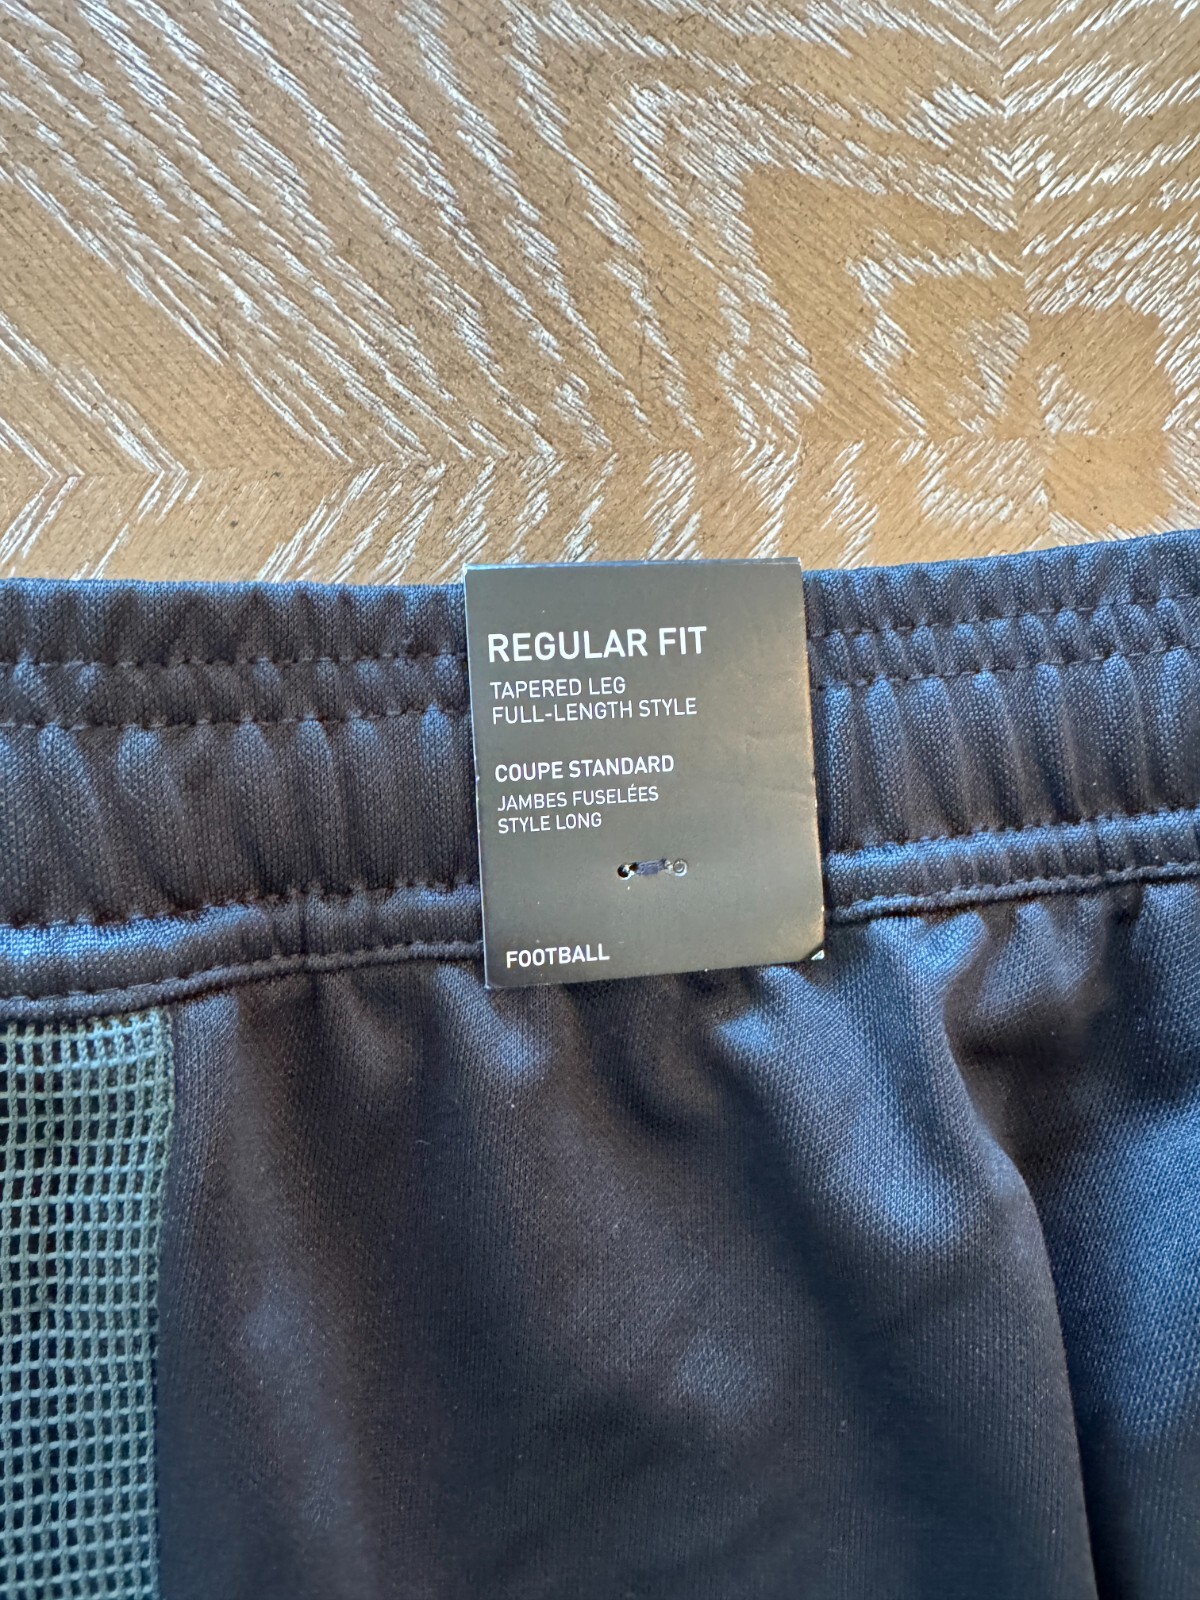 REGULAR FIT
TAPERED LEG
FULL-LENGTH STYLE
COUPE STANDARD
JAMBES FUSELÉES
STYLE LONG
FOOTBALL